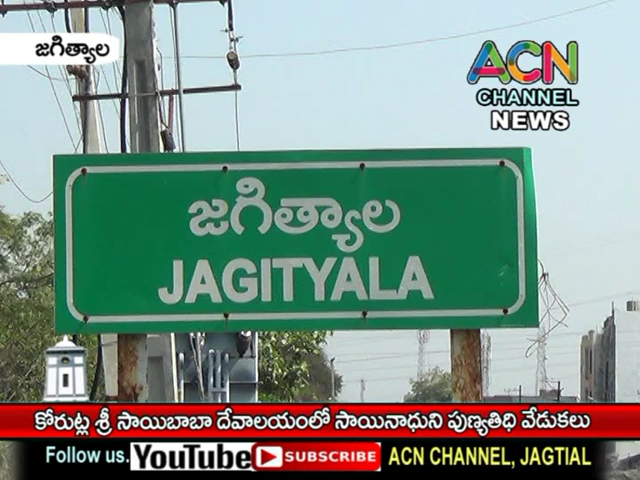 జగిత్యాల
ACN
CHANNEL
NEWS
జగిత్యాల
JAGITYALA
కోరుట్ల శ్రీ సాయిబాబా దేవాలయంలో సాయినాధుని పుణ్యతిధి వేడుకలు
Follow us. YouTube SUBSCRIBE ACN CHANNEL, JAGTIAL